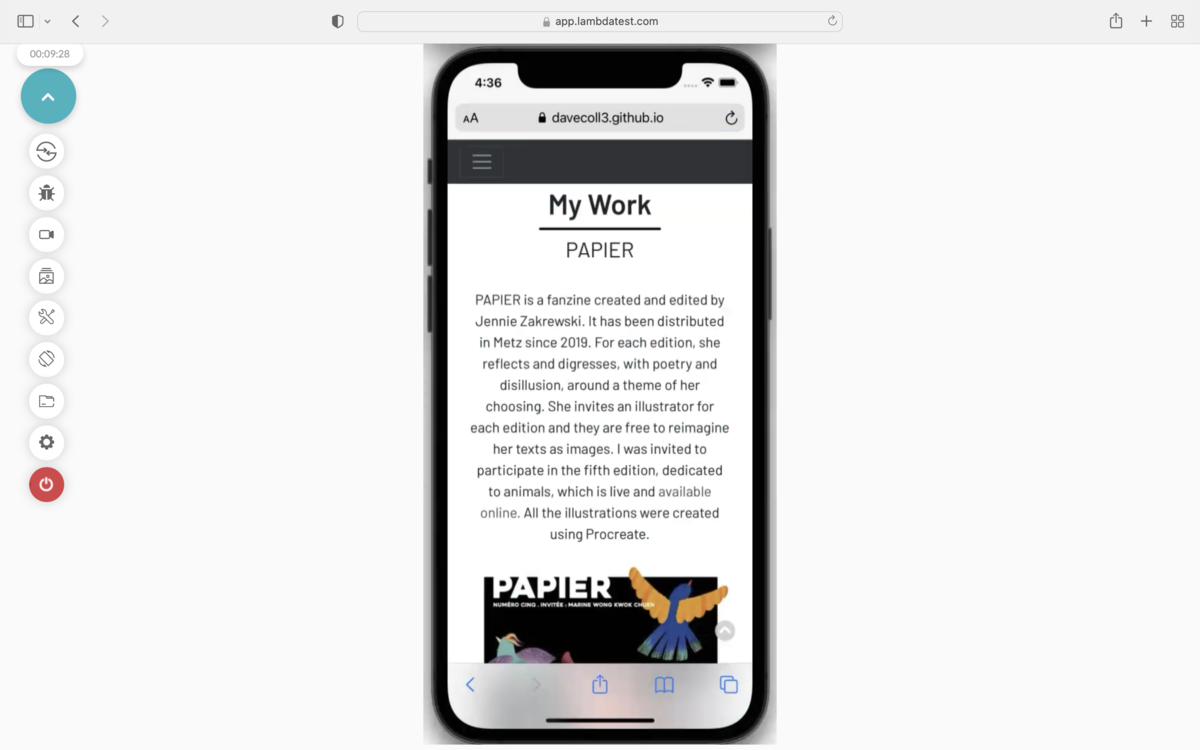 app.lambdatest.com
00:09:28
4:36
AA
davecoll3.github.io
My Work
PAPIER
PAPIER is a fanzine created and edited by
Jennie Zakrewski. It has been distributed
in Metz since 2019. For each edition, she
reflects and digresses, with poetry and
disillusion, around a theme of her
choosing. She invites an illustrator for
each edition and they are free to reimagine
her texts as images. I was invited to
participate in the fifth edition, dedicated
to animals, which is live and available
online. All the illustrations were created
using Procreate.
PAPIER
NUMÉRO CINQ . INVITÉE : MARINE WONG KWOK CHUEN